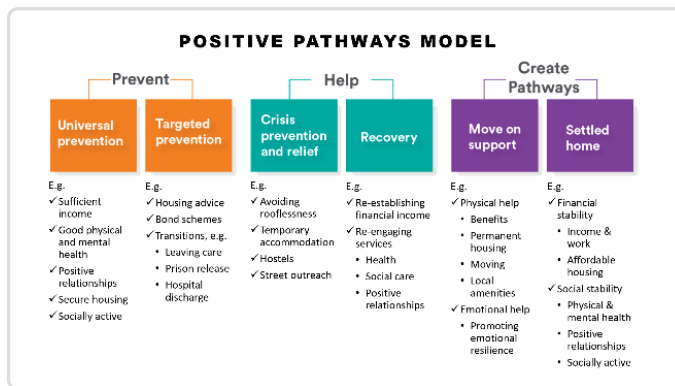 POSITIVE PATHWAYS MODEL
Prevent
Help
Create
Pathways
Universal
prevention
Targeted
prevention
Crisis
prevention
and relief
Recovery
Move on
support
Settled
home
E.g.
✓Sufficient
income
✓Good physical
and mental
health
✓Positive
relationships
✓Secure housing
✓Socially active
E.g.
✓Housing advice
✓Bond schemes
✓Transitions, e.g.
• Leaving care
• Prison release
• Hospital
discharge
E.g.
✓Avoiding
rooflessness
✓Temporary
accommodation
✓Hostels
✓Street outreach
E.g.
✓Re-establishing
financial income
✓Re-engaging
services
• Health
• Social care
• Positive
relationships
E.g.
✓Physical help
• Benefits
• Permanent
housing
• Moving
• Local
amenities
✓Emotional help
• Promoting
emotional
resilience
E.g.
✓Financial
stability
• Income &
work
• Affordable
housing
✓Social stability
• Physical &
mental health
• Positive
relationships
• Socially active